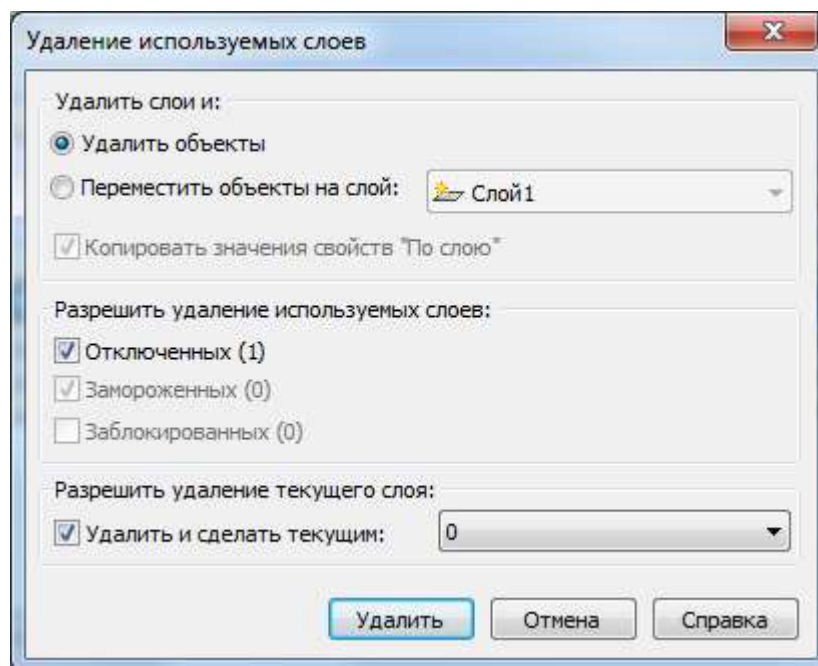 Удаление используемых слоев
Удалить слои и:
Удалить объекты
Переместить объекты на слой: Слой1
Копировать значения свойств "По слою"
Разрешить удаление используемых слоев:
Отключенных (1)
Замороженных (0)
Заблокированных (0)
Разрешить удаление текущего слоя:
Удалить и сделать текущим: 0
Удалить Отмена Справка